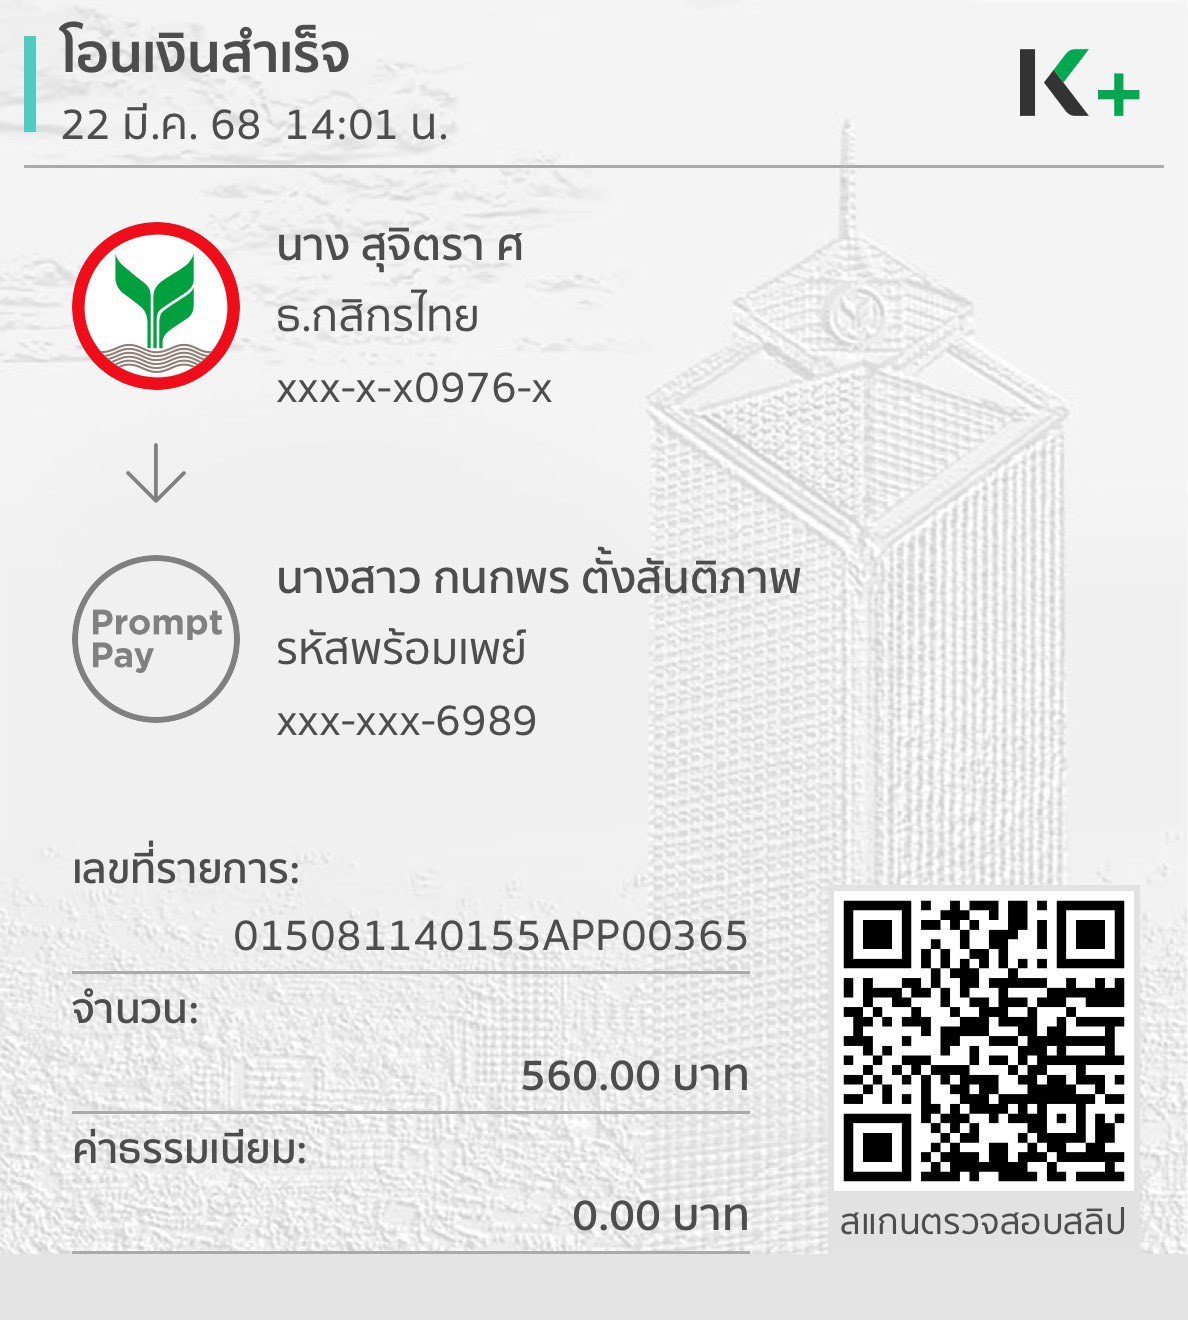 โอนเงินสำเร็จ
22 มี.ค. 68  14:01 น.
K+
นาง สุจิตรา ศ
ธ.กสิกรไทย
xxx-x-x0976-x
Prompt
Pay
นางสาว กนกพร ตั้งสันติภาพ
รหัสพร้อมเพย์
xxx-xxx-6989
เลขที่รายการ:
015081140155APP00365
จำนวน:
560.00 บาท
ค่าธรรมเนียม:
0.00 บาท
สแกนตรวจสอบสลิป